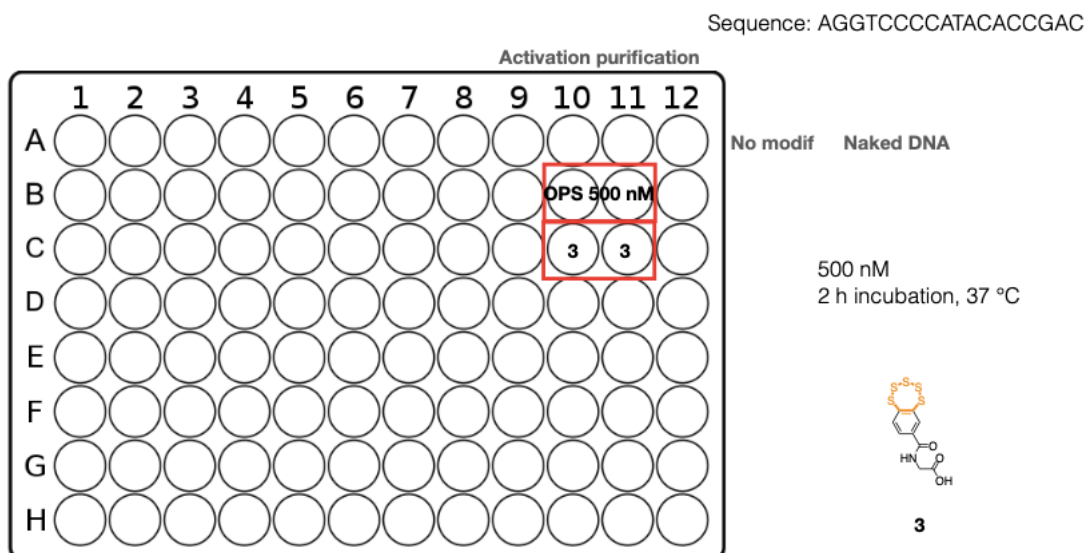 Sequence: AGGTCCCCATACACCGAC
Activation purification
1 2 3 4 5 6 7 8 9 10 11 12
A
No modif Naked DNA
B
OPS 500 nM
C
3 3
D
500 nM
2 h incubation, 37 °C
E
F
S S S S S
G
O
HN O
OH
H
3